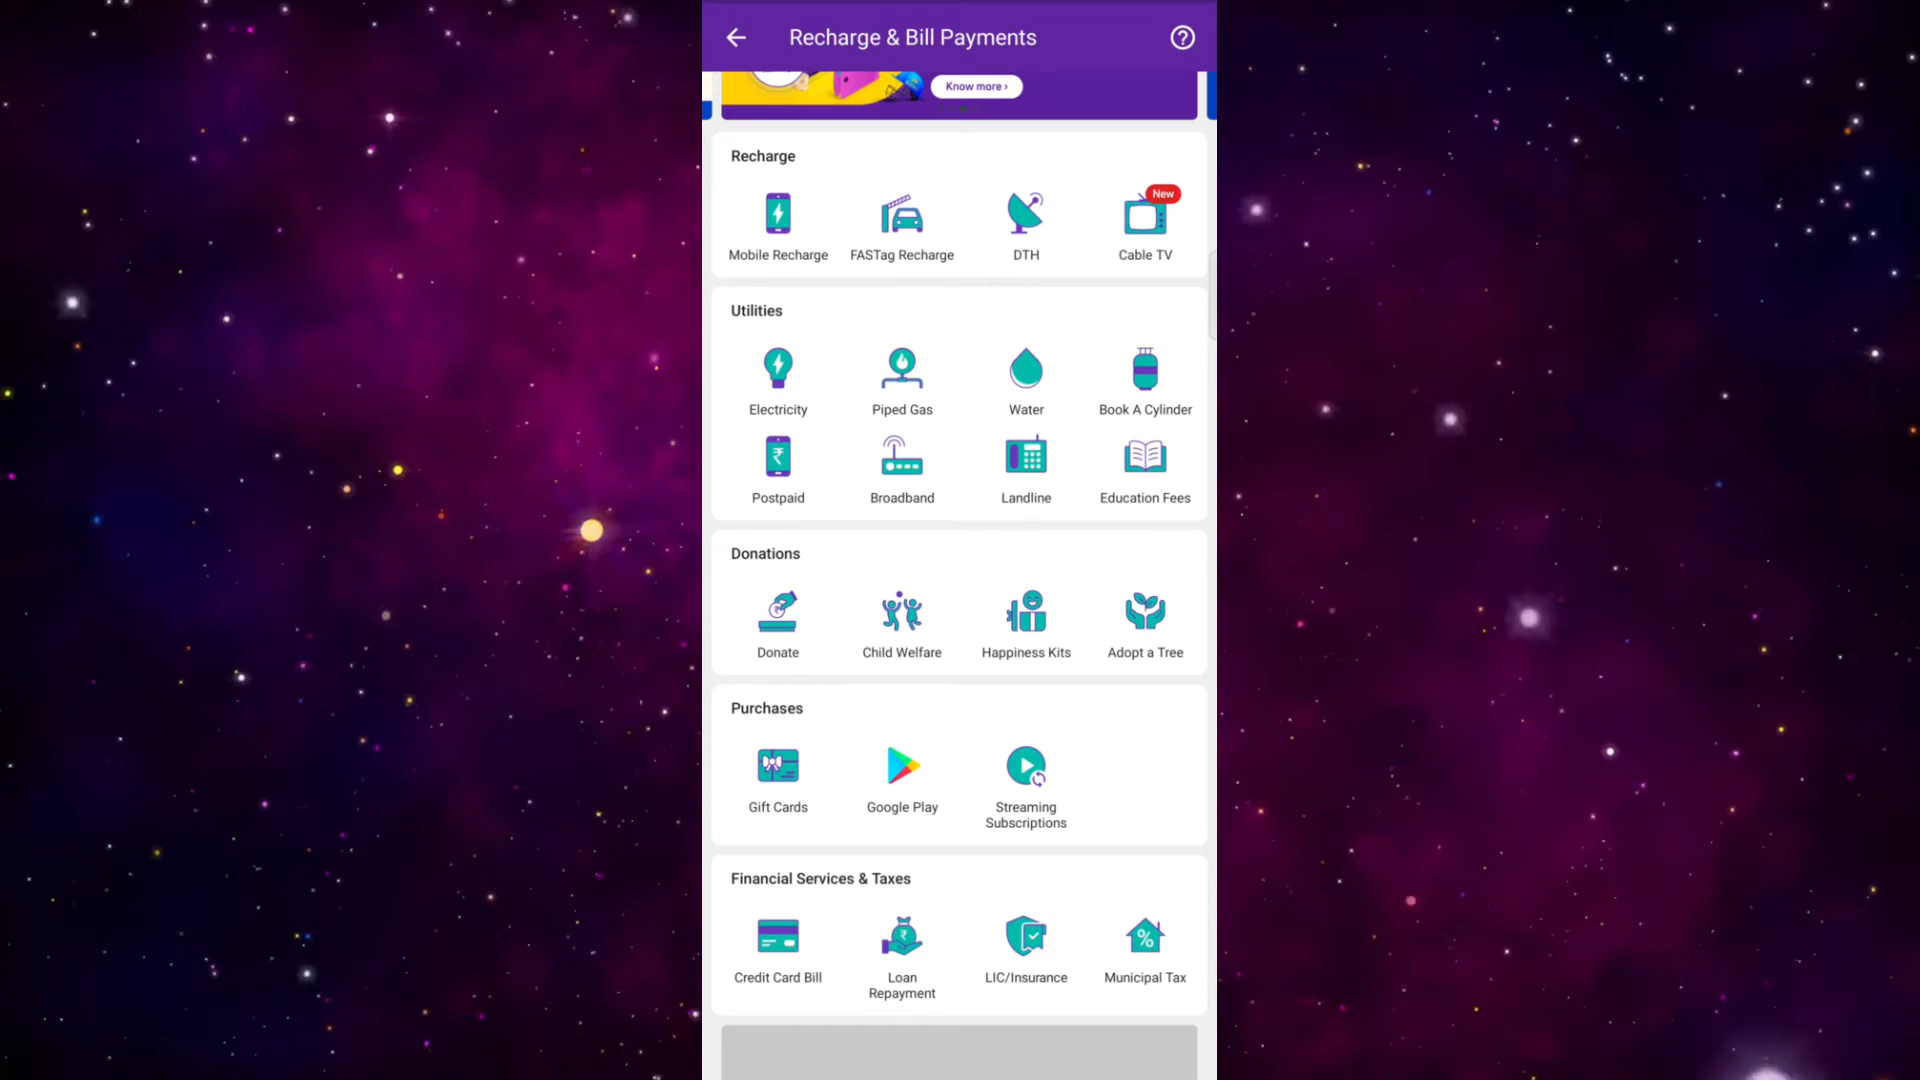 Recharge & Bill Payments
Know more ›
Recharge
New
Mobile Recharge
FASTag Recharge
DTH
Cable TV
Utilities
Electricity
Piped Gas
Water
Book A Cylinder
₹
Postpaid
Broadband
Landline
Education Fees
Donations
₹
Donate
Child Welfare
Happiness Kits
Adopt a Tree
Purchases
Gift Cards
Google Play
Streaming
Subscriptions
Financial Services & Taxes
₹
%
Credit Card Bill
Loan
Repayment
LIC/Insurance
Municipal Tax